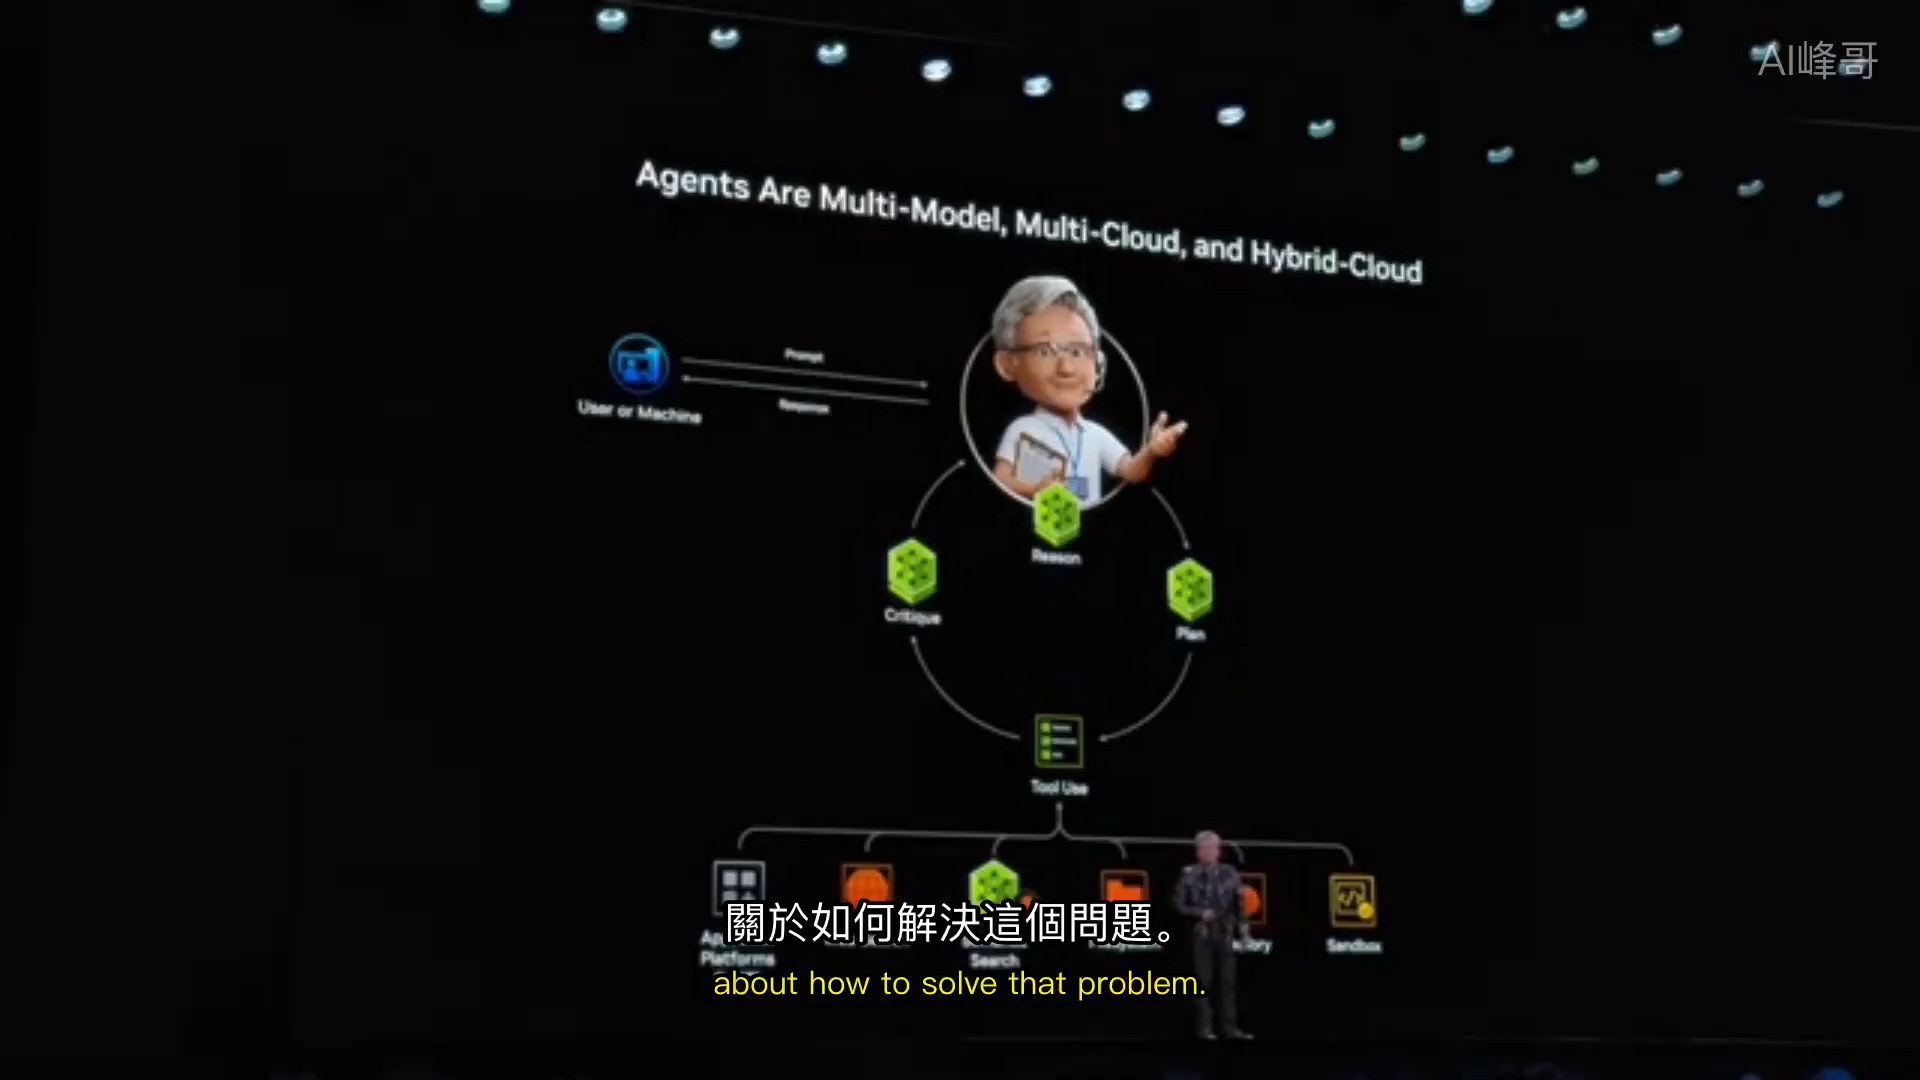 AI峰哥
Agents Are Multi-Model, Multi-Cloud, and Hybrid-Cloud
Prompt
Response
User or Machine
Reason
Critique
Plan
Tool Use
Platforms
Search
Sandbox
關於如何解決這個問題。
about how to solve that problem.